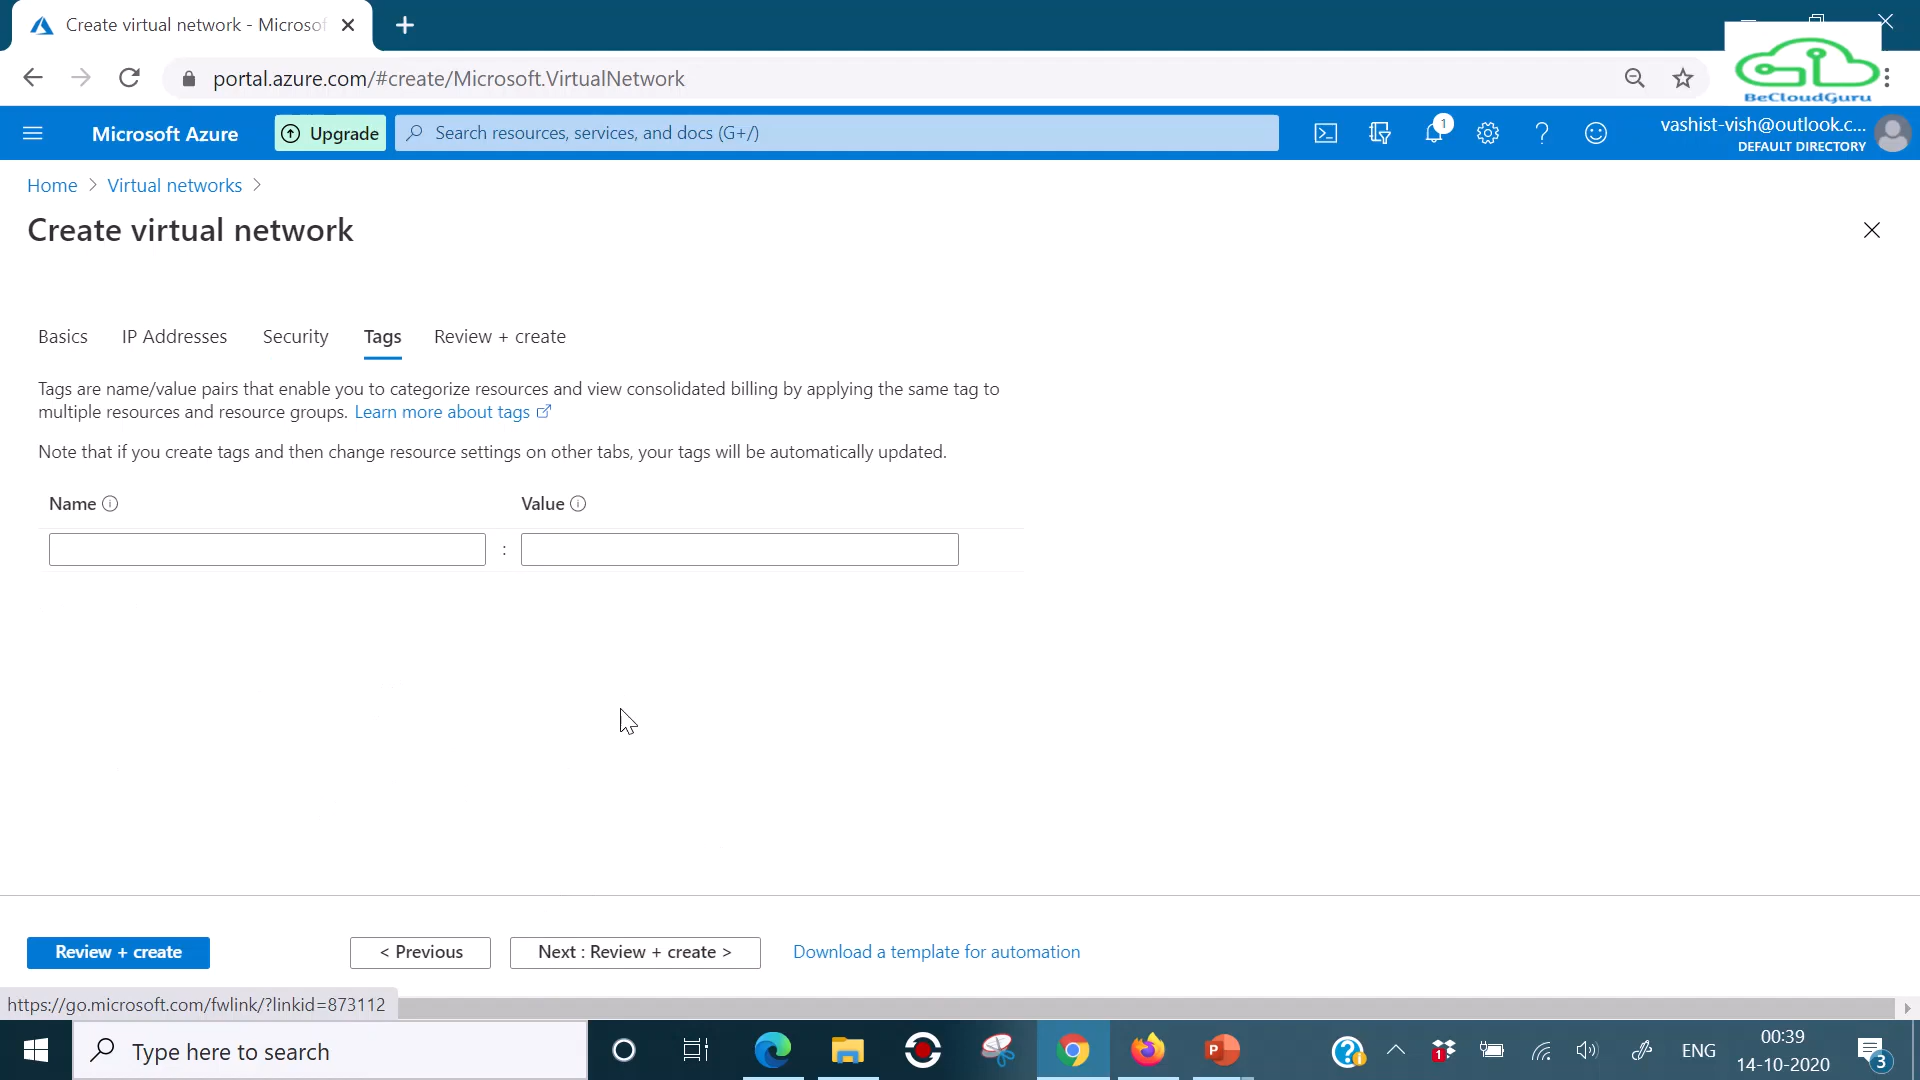 Create virtual network - Microsof
portal.azure.com/#create/Microsoft.VirtualNetwork
BeCloudGuru
Microsoft Azure
Upgrade
Search resources, services, and docs (G+/)
1
vashist-vish@outlook.c...
DEFAULT DIRECTORY
Home > Virtual networks >
Create virtual network
Basics IP Addresses Security Tags Review + create
Tags are name/value pairs that enable you to categorize resources and view consolidated billing by applying the same tag to
multiple resources and resource groups. Learn more about tags
Note that if you create tags and then change resource settings on other tabs, your tags will be automatically updated.
Name Value
:
Review + create < Previous Next : Review + create > Download a template for automation
https://go.microsoft.com/fwlink/?linkid=873112
Type here to search
1
ENG
00:39
14-10-2020
3